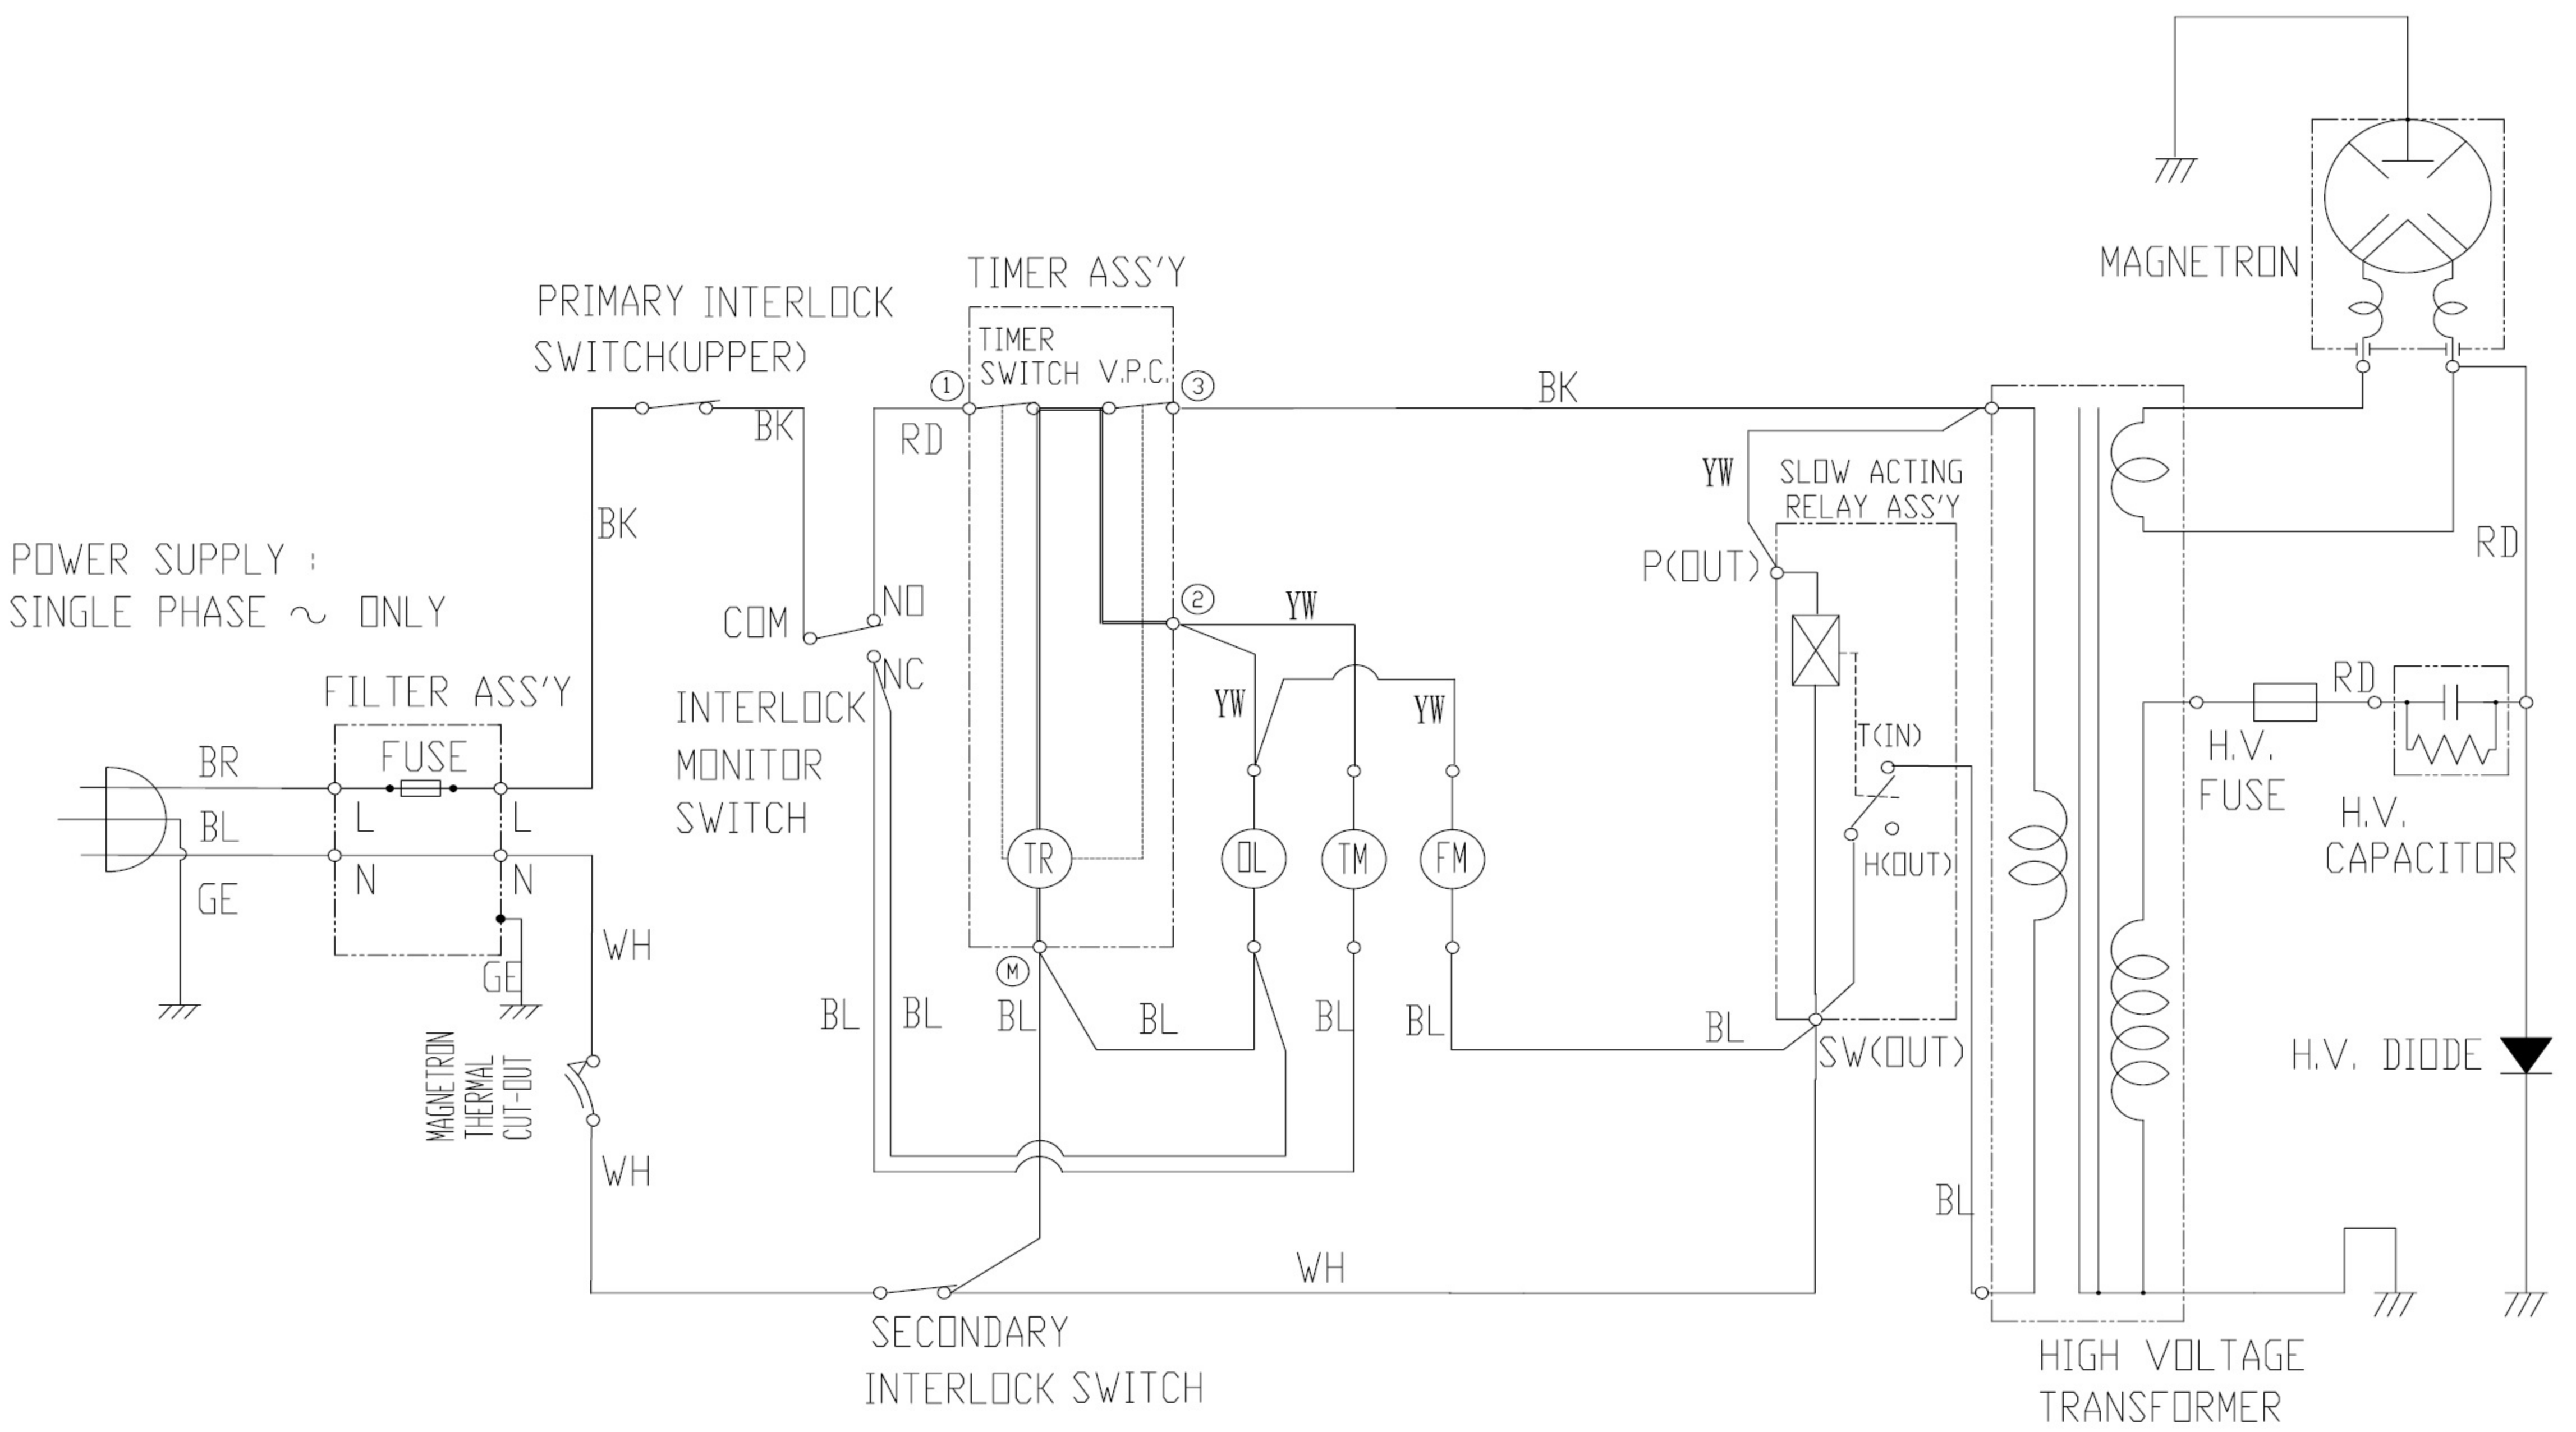 MAGNETRON
TIMER ASS'Y
PRIMARY INTERLOCK
SWITCH(UPPER)
TIMER
SWITCH V.P.C.
1
3
BK
BK
RD
YW
SLOW ACTING
RELAY ASS'Y
BK
RD
POWER SUPPLY :
SINGLE PHASE ~ ONLY
P(OUT)
NO
COM
2
YW
NC
FILTER ASS'Y
INTERLOCK
MONITOR
SWITCH
YW
YW
T(IN)
RD
H.V.
FUSE
H.V.
CAPACITOR
BR
FUSE
BL
L
L
GE
N
N
TR
OL
TM
FM
H(OUT)
WH
GE
M
BL
BL
BL
BL
BL
BL
BL
SW(OUT)
H.V. DIODE
MAGNETRON
THERMAL
CUT-OUT
WH
BL
WH
SECONDARY
INTERLOCK SWITCH
HIGH VOLTAGE
TRANSFORMER